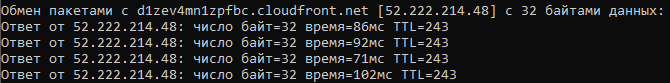 Обмен пакетами с d1zev4mn1zpfbc.cloudfront.net [52.222.214.48] с 32 байтами данных:
Ответ от 52.222.214.48: число байт=32 время=86мс TTL=243
Ответ от 52.222.214.48: число байт=32 время=92мс TTL=243
Ответ от 52.222.214.48: число байт=32 время=71мс TTL=243
Ответ от 52.222.214.48: число байт=32 время=102мс TTL=243